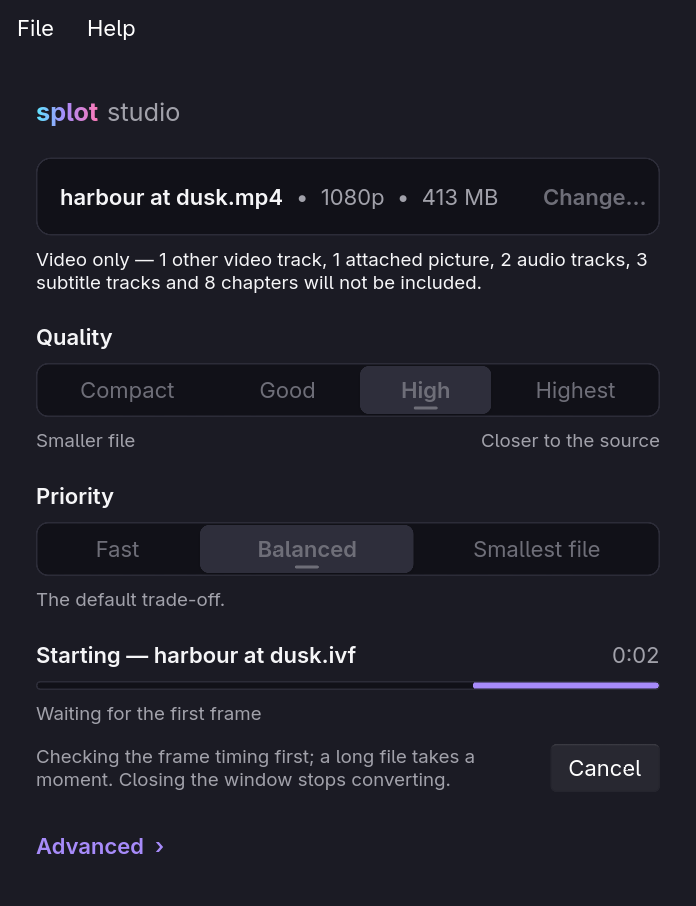 File Help
splot studio
harbour at dusk.mp4 • 1080p • 413 MB Change...
Video only — 1 other video track, 1 attached picture, 2 audio tracks, 3
subtitle tracks and 8 chapters will not be included.
Quality
Compact Good High Highest
Smaller file Closer to the source
Priority
Fast Balanced Smallest file
The default trade-off.
Starting — harbour at dusk.ivf 0:02
Waiting for the first frame
Checking the frame timing first; a long file takes a
moment. Closing the window stops converting.
Cancel
Advanced ›